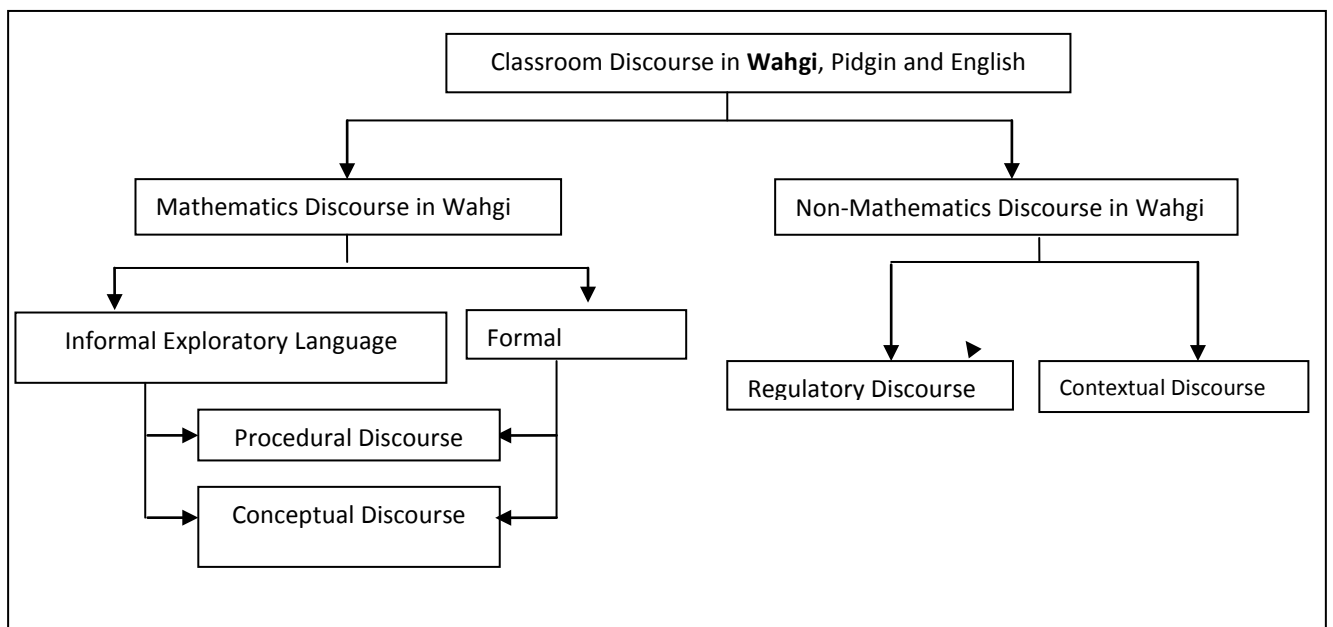 Classroom Discourse in Wahgi, Pidgin and English
Mathematics Discourse in Wahgi
Non-Mathematics Discourse in Wahgi
Informal Exploratory Language
Formal
Regulatory Discourse
Contextual Discourse
Procedural Discourse
Conceptual Discourse